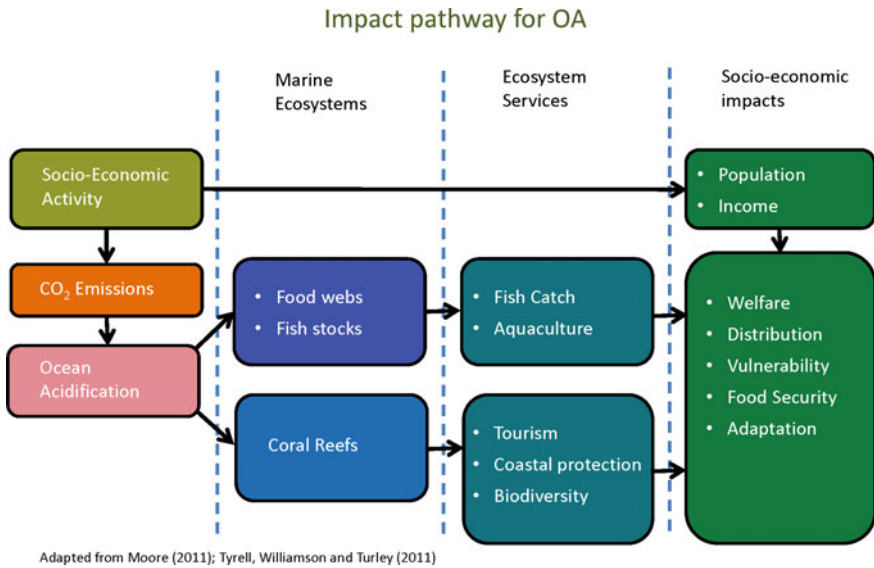 Impact pathway for OA
Marine
Ecosystems
Ecosystem
Services
Socio-economic
impacts
Socio-Economic
Activity
• Population
• Income
CO₂ Emissions
• Food webs
• Fish stocks
• Fish Catch
• Aquaculture
• Welfare
• Distribution
• Vulnerability
• Food Security
• Adaptation
Ocean
Acidification
Coral Reefs
• Tourism
• Coastal protection
• Biodiversity
Adapted from Moore (2011); Tyrell, Williamson and Turley (2011)